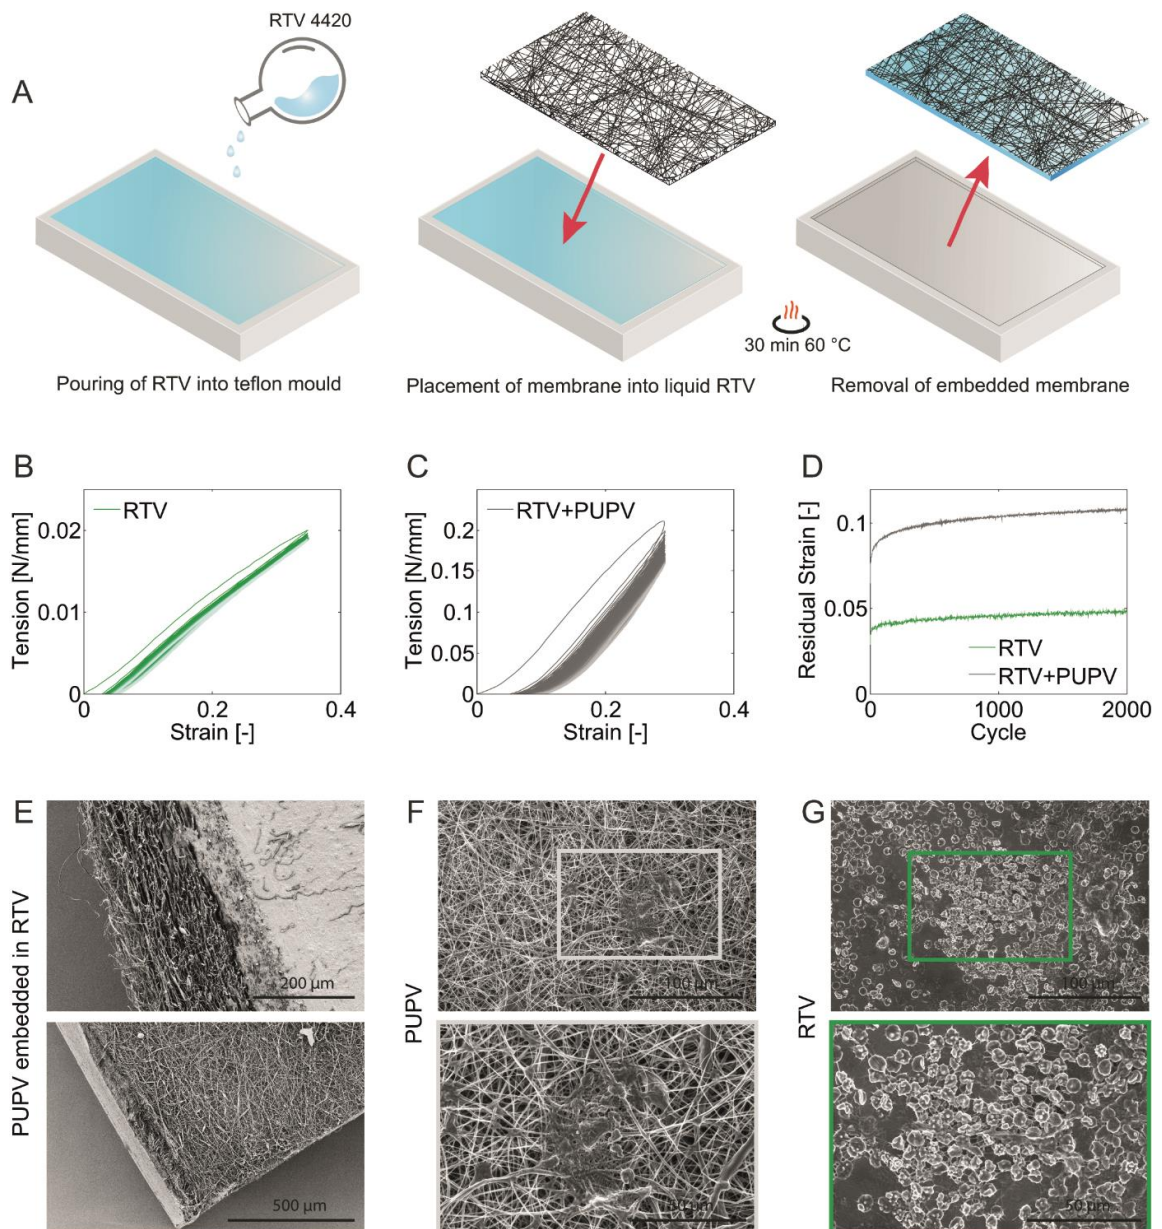 RTV 4420
A
30 min 60 °C
Pouring of RTV into teflon mould
Placement of membrane into liquid RTV
Removal of embedded membrane
B
C
D
RTV
0.02
0.01
0
Tension [N/mm]
0
0.2
0.4
Strain [-]
RTV+PUPV
0.2
0.15
0.1
0.05
0
Tension [N/mm]
0
0.2
0.4
Strain [-]
0.1
0.05
0
Residual Strain [-]
RTV
RTV+PUPV
0
1000
2000
Cycle
E
F
G
PUPV embedded in RTV
200 µm
500 µm
PUPV
100 µm
50 µm
RTV
100 µm
50 µm